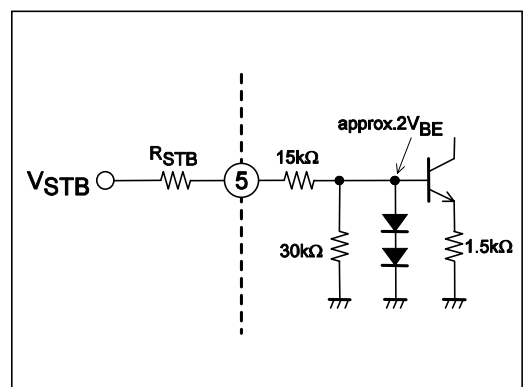 approx.2VBE
RSTB
15kΩ
VSTB
5
30kΩ
1.5kΩ